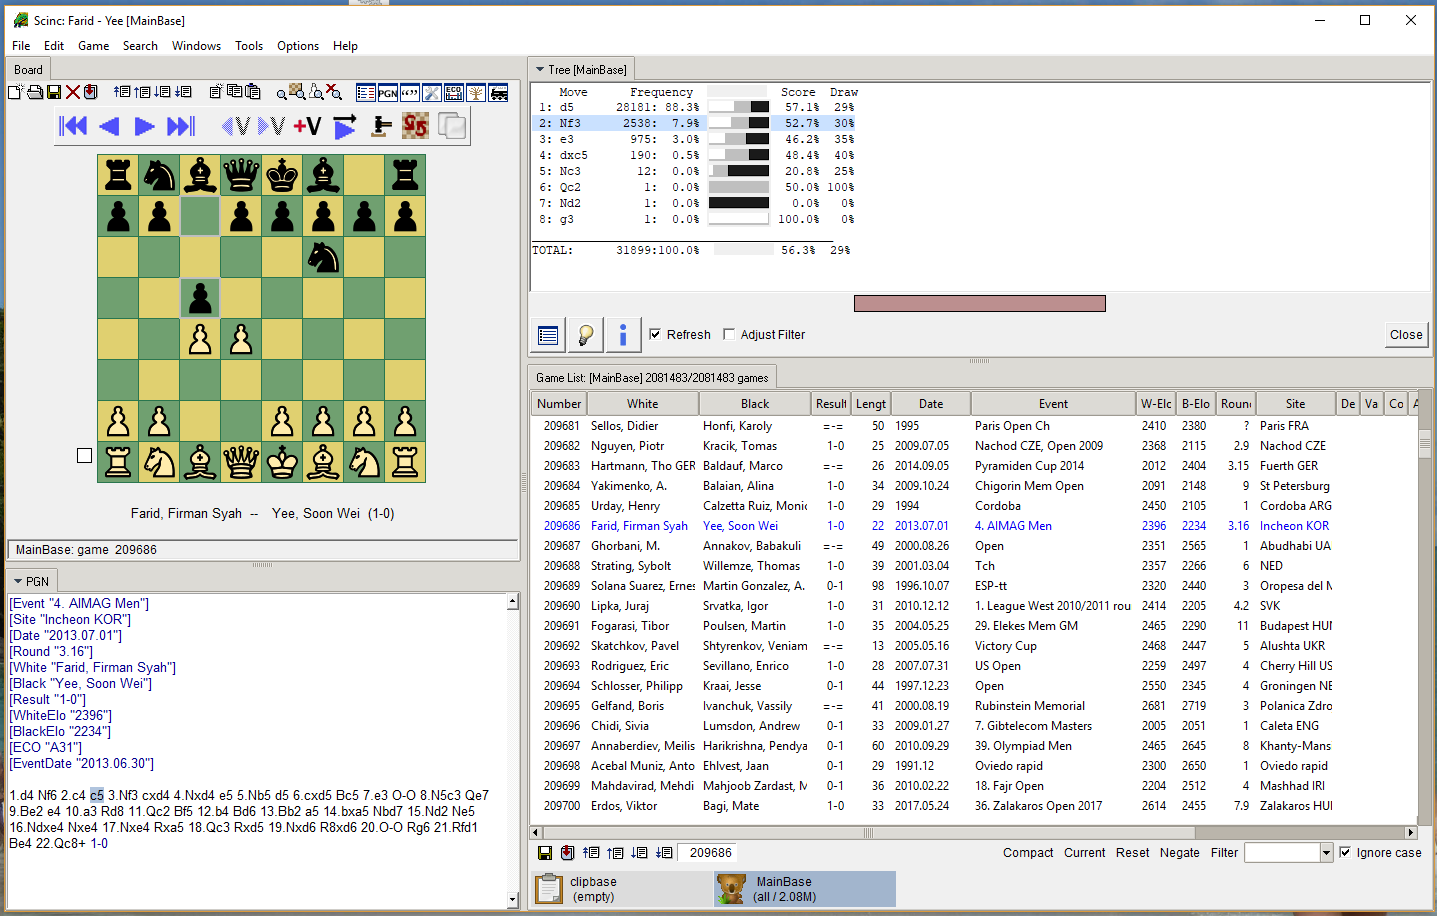 Scinc: Farid - Yee [MainBase]
File Edit Game Search Windows Tools Options Help
Board
PGN
ECO
V V +V
Farid, Firman Syah -- Yee, Soon Wei (1-0)
MainBase: game 209686
PGN
[Event "4. AIMAG Men"]
[Site "Incheon KOR"]
[Date "2013.07.01"]
[Round "3.16"]
[White "Farid, Firman Syah"]
[Black "Yee, Soon Wei"]
[Result "1-0"]
[WhiteElo "2396"]
[BlackElo "2234"]
[ECO "A31"]
[EventDate "2013.06.30"]
1.d4 Nf6 2.c4 c5 3.Nf3 cxd4 4.Nxd4 e5 5.Nb5 d5 6.cxd5 Bc5 7.e3 O-O 8.N5c3 Qe7
9.Be2 e4 10.a3 Rd8 11.Qc2 Bf5 12.b4 Bd6 13.Bb2 a5 14.bxa5 Nbd7 15.Nd2 Ne5
16.Ndxe4 Nxe4 17.Nxe4 Rxa5 18.Qc3 Rxd5 19.Nxd6 R8xd6 20.O-O Rg6 21.Rfd1
Be4 22.Qc8+ 1-0
Tree [MainBase]
Move Frequency Score Draw
1: d5 28181: 88.3% 57.1% 29%
2: Nf3 2538: 7.9% 52.7% 30%
3: e3 975: 3.0% 46.2% 35%
4: dxc5 190: 0.5% 48.4% 40%
5: Nc3 12: 0.0% 20.8% 25%
6: Qc2 1: 0.0% 50.0% 100%
7: Nd2 1: 0.0% 0.0% 0%
8: g3 1: 0.0% 100.0% 0%
TOTAL: 31899:100.0% 56.3% 29%
Refresh Adjust Filter Close
Game List: [MainBase] 2081483/2081483 games
Number White Black Result Lengt Date Event W-Elc B-Elo Roun Site De Va Co A
209681 Sellos, Didier Honfi, Karoly =-= 50 1995 Paris Open Ch 2410 2380 ? Paris FRA
209682 Nguyen, Piotr Kracik, Tomas 1-0 25 2009.07.05 Nachod CZE, Open 2009 2368 2115 2.9 Nachod CZE
209683 Hartmann, Tho GER Baldauf, Marco =-= 26 2014.09.05 Pyramiden Cup 2014 2012 2404 3.15 Fuerth GER
209684 Yakimenko, A. Balaian, Alina 1-0 34 2009.10.24 Chigorin Mem Open 2091 2148 9 St Petersburg
209685 Urday, Henry Calzetta Ruiz, Monic 1-0 29 1994 Cordoba 2450 2105 1 Cordoba ARG
209686 Farid, Firman Syah Yee, Soon Wei 1-0 22 2013.07.01 4. AIMAG Men 2396 2234 3.16 Incheon KOR
209687 Ghorbani, M. Annakov, Babakuli =-= 49 2000.08.26 Open 2351 2565 1 Abudhabi UA
209688 Strating, Sybolt Willemze, Thomas 1-0 39 2001.03.04 Tch 2357 2266 6 NED
209689 Solana Suarez, Ernes Martin Gonzalez, A. 0-1 98 1996.10.07 ESP-tt 2320 2440 3 Oropesa del M
209690 Lipka, Juraj Srvatka, Igor 1-0 31 2010.12.12 1. League West 2010/2011 rou 2414 2205 4.2 SVK
209691 Fogarasi, Tibor Poulsen, Martin 1-0 35 2004.05.25 29. Elekes Mem GM 2465 2290 11 Budapest HUN
209692 Skatchkov, Pavel Shtyrenkov, Veniam =-= 13 2005.05.16 Victory Cup 2468 2447 5 Alushta UKR
209693 Rodriguez, Eric Sevillano, Enrico 1-0 28 2007.07.31 US Open 2259 2497 4 Cherry Hill US
209694 Schlosser, Philipp Kraai, Jesse 0-1 44 1997.12.23 Open 2550 2345 4 Groningen NE
209695 Gelfand, Boris Ivanchuk, Vassily =-= 41 2000.08.19 Rubinstein Memorial 2681 2719 3 Polanica Zdro
209696 Chidi, Sivia Lumsdon, Andrew 0-1 33 2009.01.27 7. Gibtelecom Masters 2005 2051 1 Caleta ENG
209697 Annaberdiev, Meilis Harikrishna, Pendya 0-1 60 2010.09.29 39. Olympiad Men 2465 2645 8 Khanty-Mans
209698 Acebal Muniz, Anto Ehlvest, Jaan 0-1 29 1991.12 Oviedo rapid 2300 2650 1 Oviedo rapid
209699 Mahdavirad, Mehdi Mahjoob Zardast, M 0-1 36 2010.02.17 18. Fajr Open 2204 2512 4 Mashhad IRI
209700 Erdos, Viktor Bagi, Mate 1-0 33 2017.05.24 36. Zalakaros Open 2017 2614 2455 7.9 Zalakaros HUI
209686 Compact Current Reset Negate Filter Ignore case
clipbase
(empty)
MainBase
(all / 2.08M)